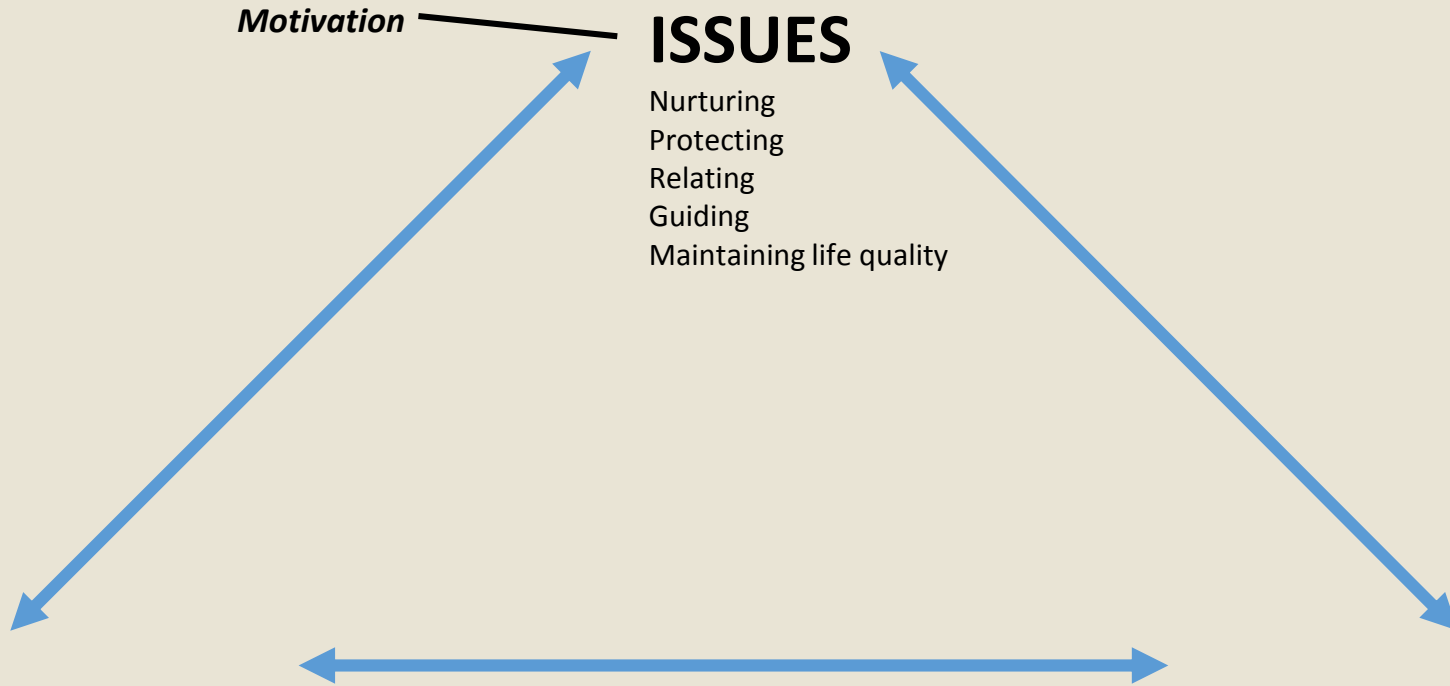 Motivation
ISSUES
Nurturing
Protecting
Relating
Guiding
Maintaining life quality